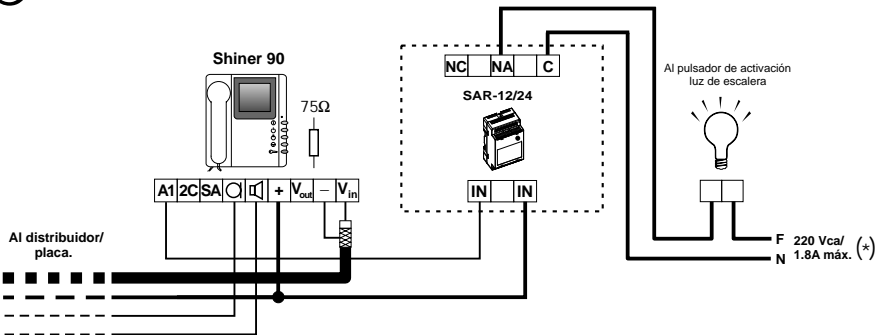 Shiner 90
75Ω
NC NA C
SAR-12/24
IN IN
Al pulsador de activación
luz de escalera
A1 2C SA + Vout − Vin
Al distribuidor/
placa.
F
N
220 Vca/
1.8A máx.
(*)